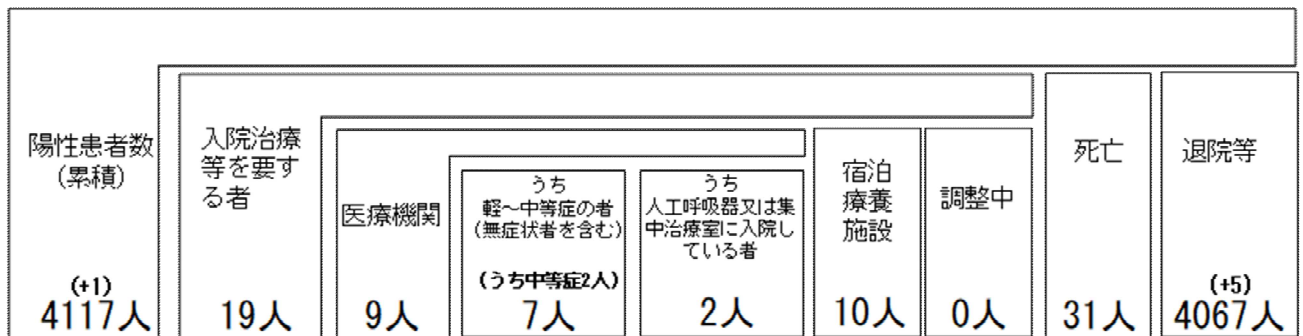 陽性患者数
(累積)
(+1)
4117人
入院治療
等を要す
る者
19人
医療機関
9人
うち
軽～中等症の者
(無症状者を含む)
(うち中等症2人)
7人
うち
人工呼吸器又は集
中治療室に入院し
ている者
2人
宿泊
療養
施設
10人
調整中
0人
死亡
31人
退院等
(+5)
4067人